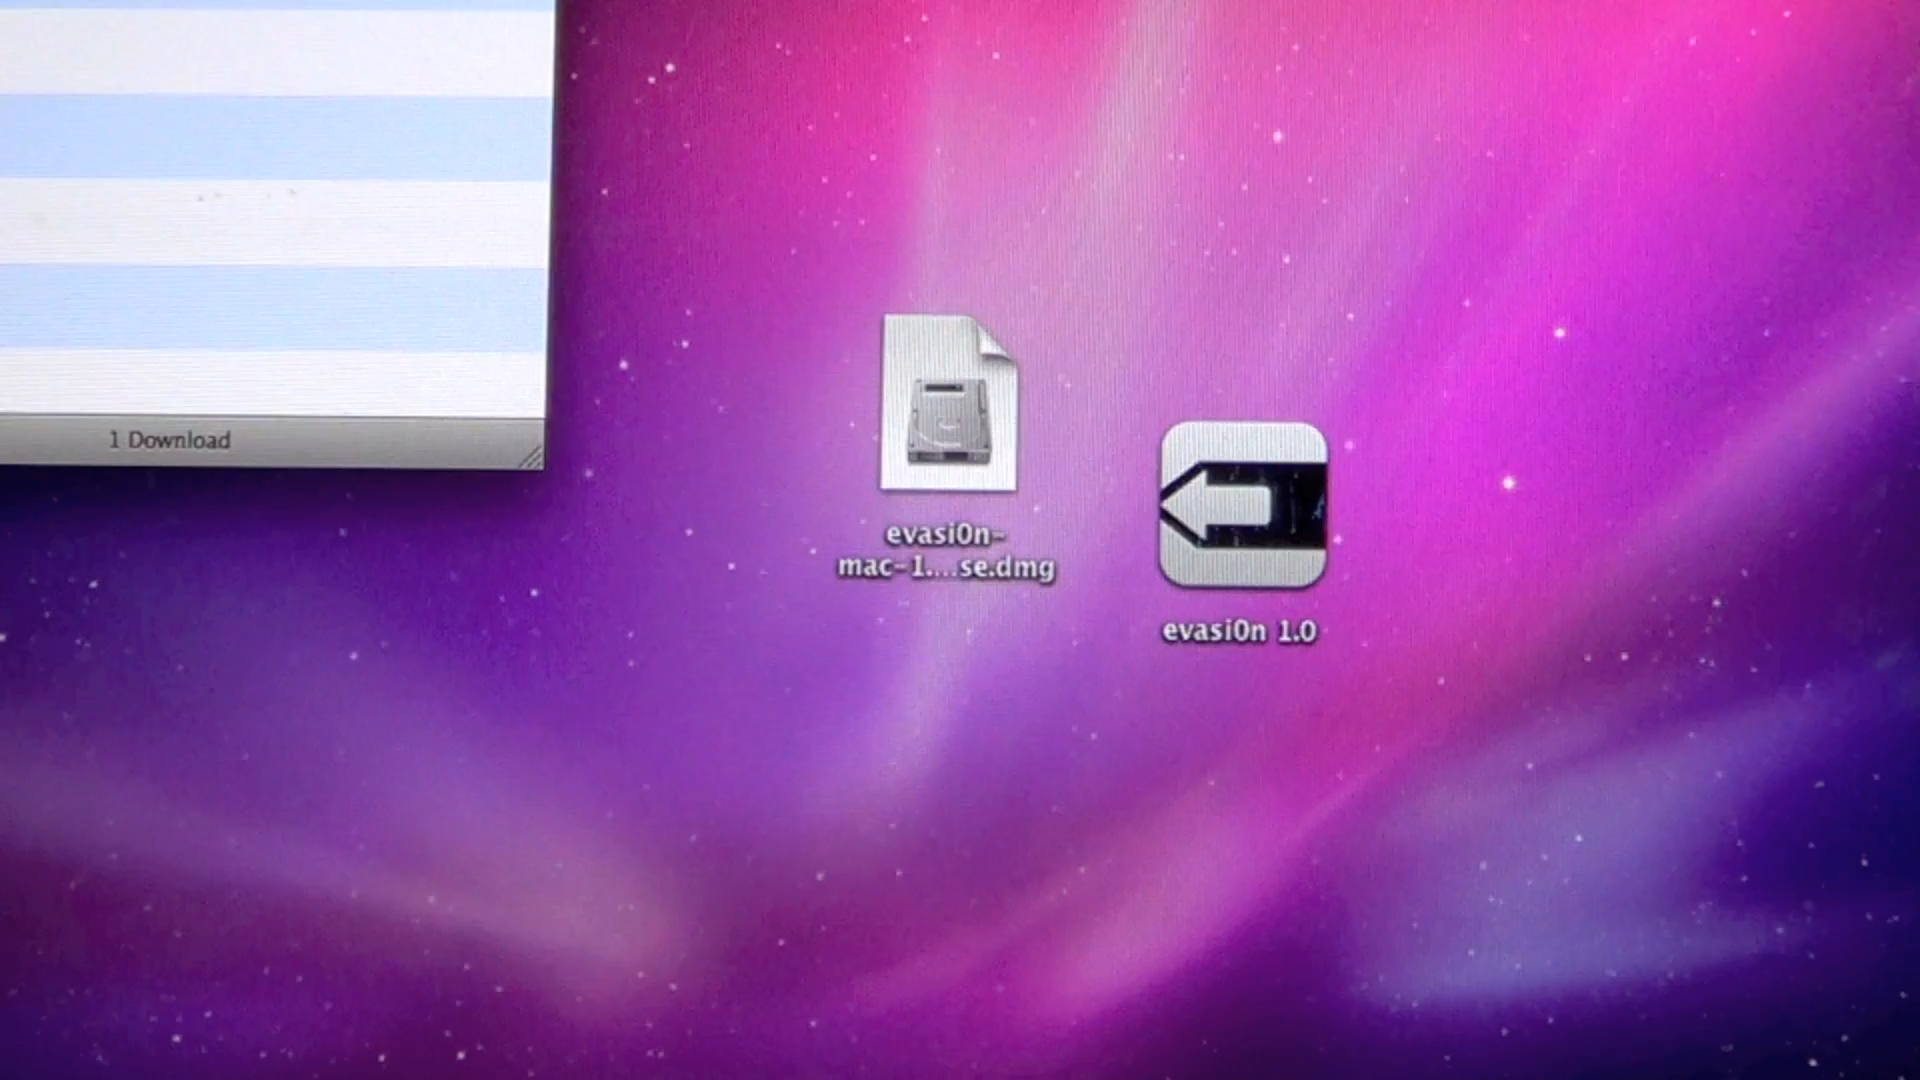 1 Download
evasi0n-
mac-1....se.dmg
evasi0n 1.0